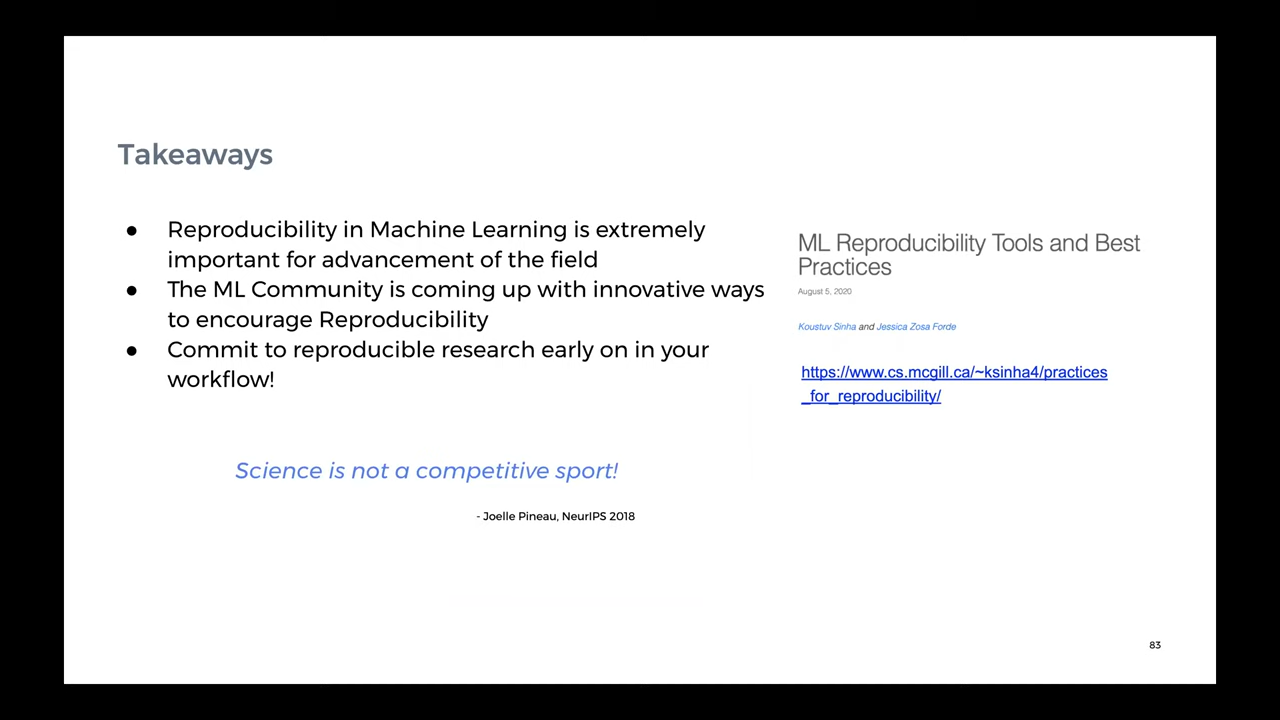 Takeaways
● Reproducibility in Machine Learning is extremely
important for advancement of the field
● The ML Community is coming up with innovative ways
to encourage Reproducibility
● Commit to reproducible research early on in your
workflow!
Science is not a competitive sport!
- Joelle Pineau, NeurIPS 2018
ML Reproducibility Tools and Best
Practices
August 5, 2020
Koustuv Sinha and Jessica Zosa Forde
https://www.cs.mcgill.ca/~ksinha4/practices
_for_reproducibility/
83